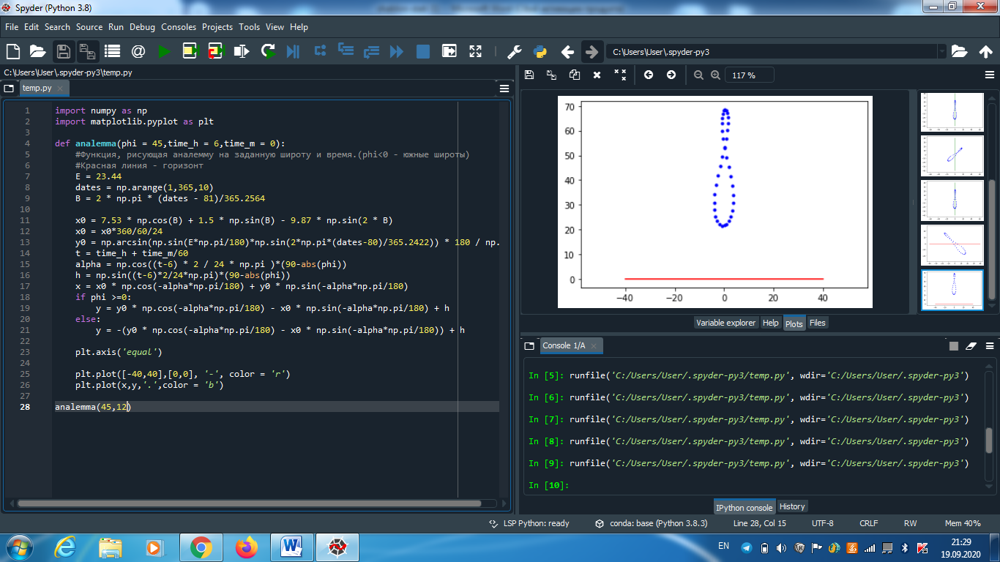 Spyder (Python 3.8)
File Edit Search Source Run Debug Consoles Projects Tools View Help
C:\Users\User\.spyder-py3
C:\Users\User\.spyder-py3\temp.py
temp.py
1 import numpy as np
2 import matplotlib.pyplot as plt
3
4 def analemma(phi = 45,time_h = 6,time_m = 0):
5 #Функция, рисующая аналемму на заданную широту и время.(phi<0 - южные широты)
6 #Красная линия - горизонт
7 E = 23.44
8 dates = np.arange(1,365,10)
9 B = 2 * np.pi * (dates - 81)/365.2564
10
11 x0 = 7.53 * np.cos(B) + 1.5 * np.sin(B) - 9.87 * np.sin(2 * B)
12 x0 = x0*360/60/24
13 y0 = np.arcsin(np.sin(E*np.pi/180)*np.sin(2*np.pi*(dates-80)/365.2422)) * 180 / np.
14 t = time_h + time_m/60
15 alpha = np.cos((t-6) * 2 / 24 * np.pi )*(90-abs(phi))
16 h = np.sin((t-6)*2/24*np.pi)*(90-abs(phi))
17 x = x0 * np.cos(-alpha*np.pi/180) + y0 * np.sin(-alpha*np.pi/180)
18 if phi >=0:
19 y = y0 * np.cos(-alpha*np.pi/180) - x0 * np.sin(-alpha*np.pi/180) + h
20 else:
21 y = -(y0 * np.cos(-alpha*np.pi/180) - x0 * np.sin(-alpha*np.pi/180)) + h
22
23 plt.axis('equal')
24
25 plt.plot([-40,40],[0,0], '-', color = 'r')
26 plt.plot(x,y,'.',color = 'b')
27
28 analemma(45,12)
117 %
70
60
50
40
30
20
10
0
−40 −20 0 20 40
Variable explorer Help Plots Files
Console 1/A
In [5]: runfile('C:/Users/User/.spyder-py3/temp.py', wdir='C:/Users/User/.spyder-py3')
In [6]: runfile('C:/Users/User/.spyder-py3/temp.py', wdir='C:/Users/User/.spyder-py3')
In [7]: runfile('C:/Users/User/.spyder-py3/temp.py', wdir='C:/Users/User/.spyder-py3')
In [8]: runfile('C:/Users/User/.spyder-py3/temp.py', wdir='C:/Users/User/.spyder-py3')
In [9]: runfile('C:/Users/User/.spyder-py3/temp.py', wdir='C:/Users/User/.spyder-py3')
In [10]:
IPython console History
LSP Python: ready conda: base (Python 3.8.3) Line 28, Col 15 UTF-8 CRLF RW Mem 40%
EN 21:29
19.09.2020